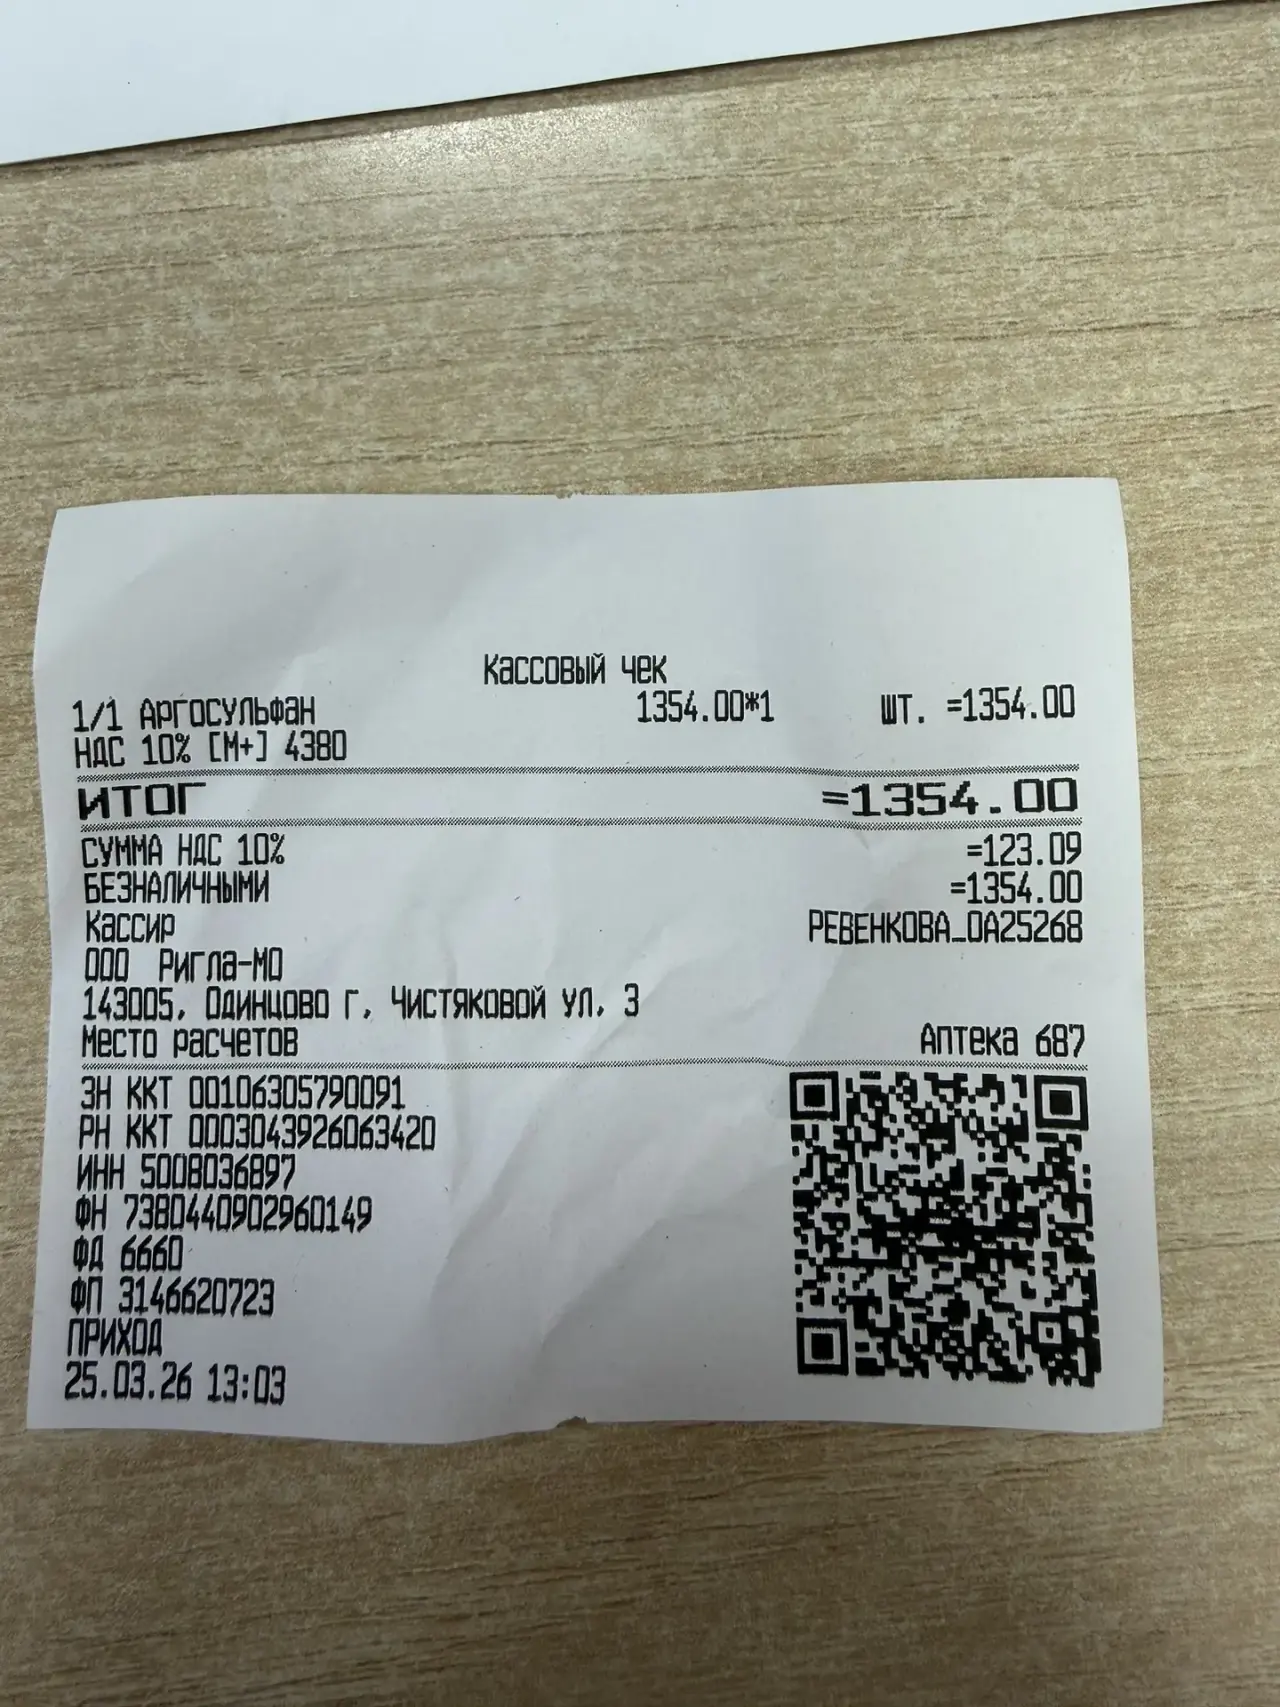 Кассовый чек
1/1 Аргосульфан 1354.00*1 шт. =1354.00
НДС 10% [М+] 4380
ИТОГ =1354.00
СУММА НДС 10% =123.09
БЕЗНАЛИЧНЫМИ =1354.00
Кассир РЕВЕНКОВА_ОА25268
ООО Ригла-МО
143005, Одинцово г, Чистяковой ул, 3
Место расчетов Аптека 687
ЗН ККТ 00106305790091
РН ККТ 0003043926063420
ИНН 5008036897
ФН 7380440902960149
ФД 6660
ФП 3146620723
ПРИХОД
25.03.26 13:03